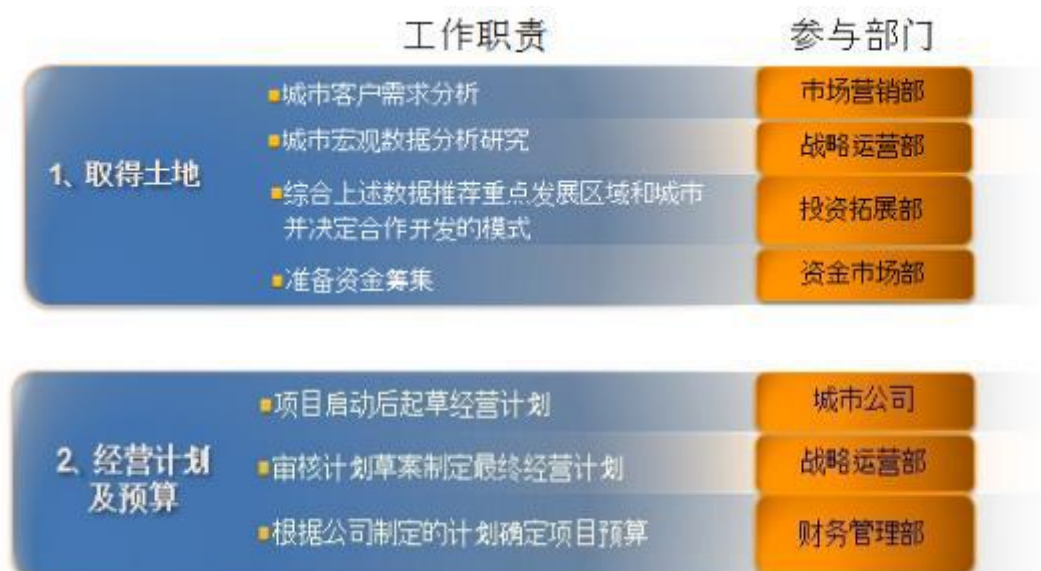 工作职责 参与部门
1、取得土地
▪城市客户需求分析 市场营销部
▪城市宏观数据分析研究 战略运营部
▪综合上述数据推荐重点发展区域和城市
并决定合作开发的模式 投资拓展部
▪准备资金筹集 资金市场部
2、经营计划
及预算
▪项目启动后起草经营计划 城市公司
▪审核计划草案制定最终经营计划 战略运营部
▪根据公司制定的计划确定项目预算 财务管理部